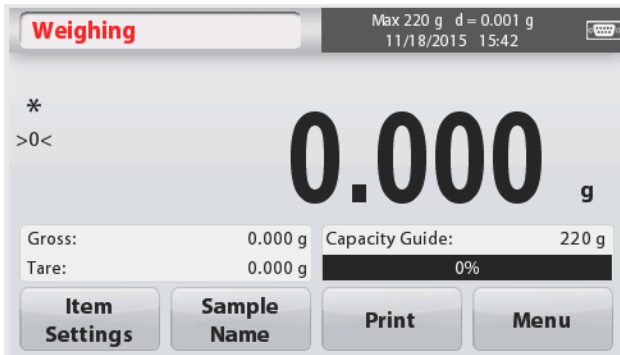 Weighing
Max 220 g d = 0.001 g
11/18/2015 15:42
*
>0<
0.000 g
Gross: 0.000 g
Tare: 0.000 g
Capacity Guide: 220 g
0%
Item
Settings
Sample
Name
Print
Menu